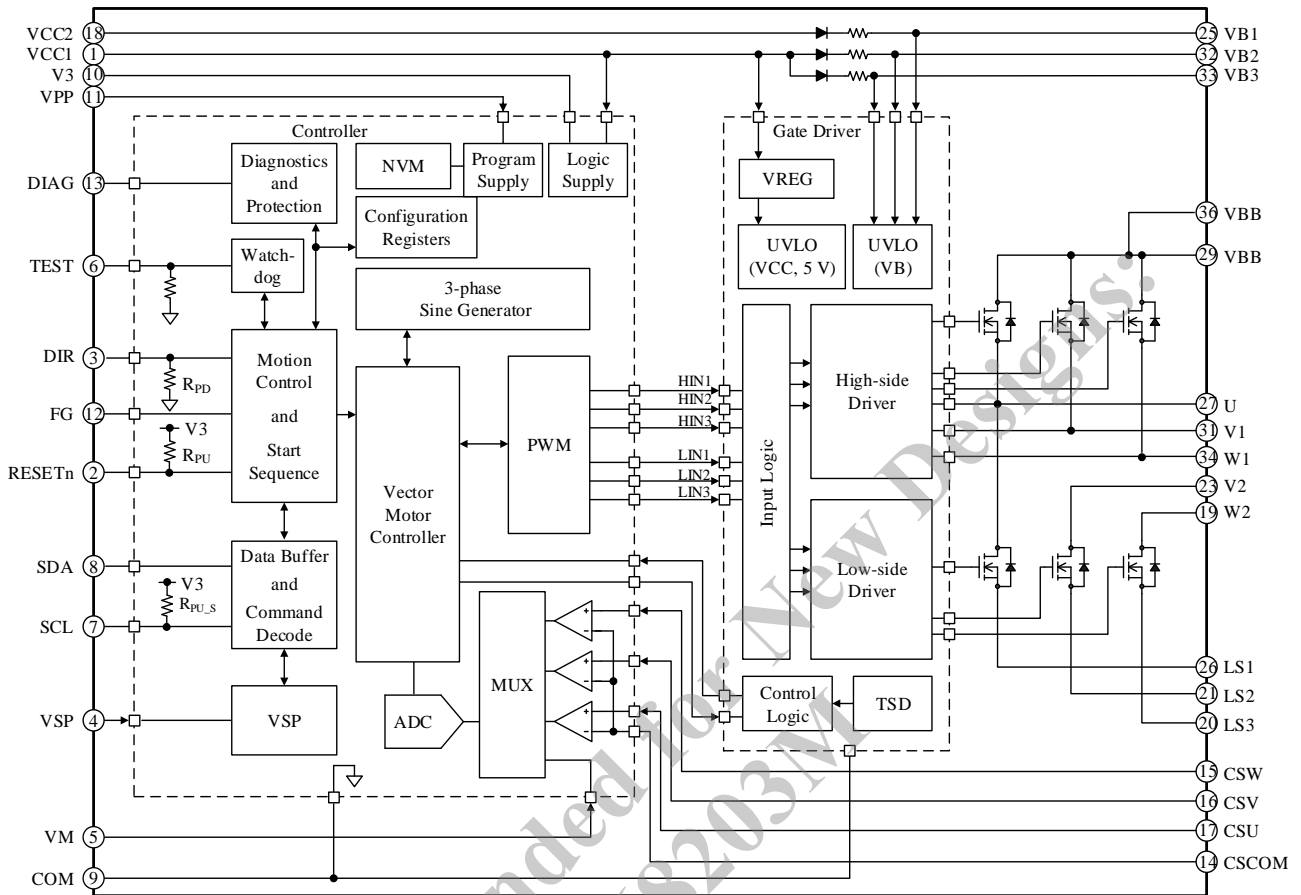 VCC2 18
VCC1 1
V3 10
VPP 11
DIAG 13
TEST 6
DIR 3
FG 12
RESETn 2
SDA 8
SCL 7
VSP 4
VM 5
COM 9
Controller
Diagnostics
and
Protection
NVM
Program
Supply
Logic
Supply
Configuration
Registers
Watch-
dog
3-phase
Sine Generator
Motion
Control
and
Start
Sequence
RPD
V3
RPU
Vector
Motor
Controller
PWM
Data Buffer
and
Command
Decode
V3
RPU_S
VSP
ADC
MUX
+
-
+
-
+
-
HIN1
HIN2
HIN3
LIN1
LIN2
LIN3
Gate Driver
VREG
UVLO
(VCC, 5 V)
UVLO
(VB)
Input Logic
High-side
Driver
Low-side
Driver
Control
Logic
TSD
25 VB1
32 VB2
33 VB3
36 VBB
29 VBB
27 U
31 V1
34 W1
23 V2
19 W2
26 LS1
21 LS2
20 LS3
15 CSW
16 CSV
17 CSU
14 CSCOM
nded for New Designs:
8203M